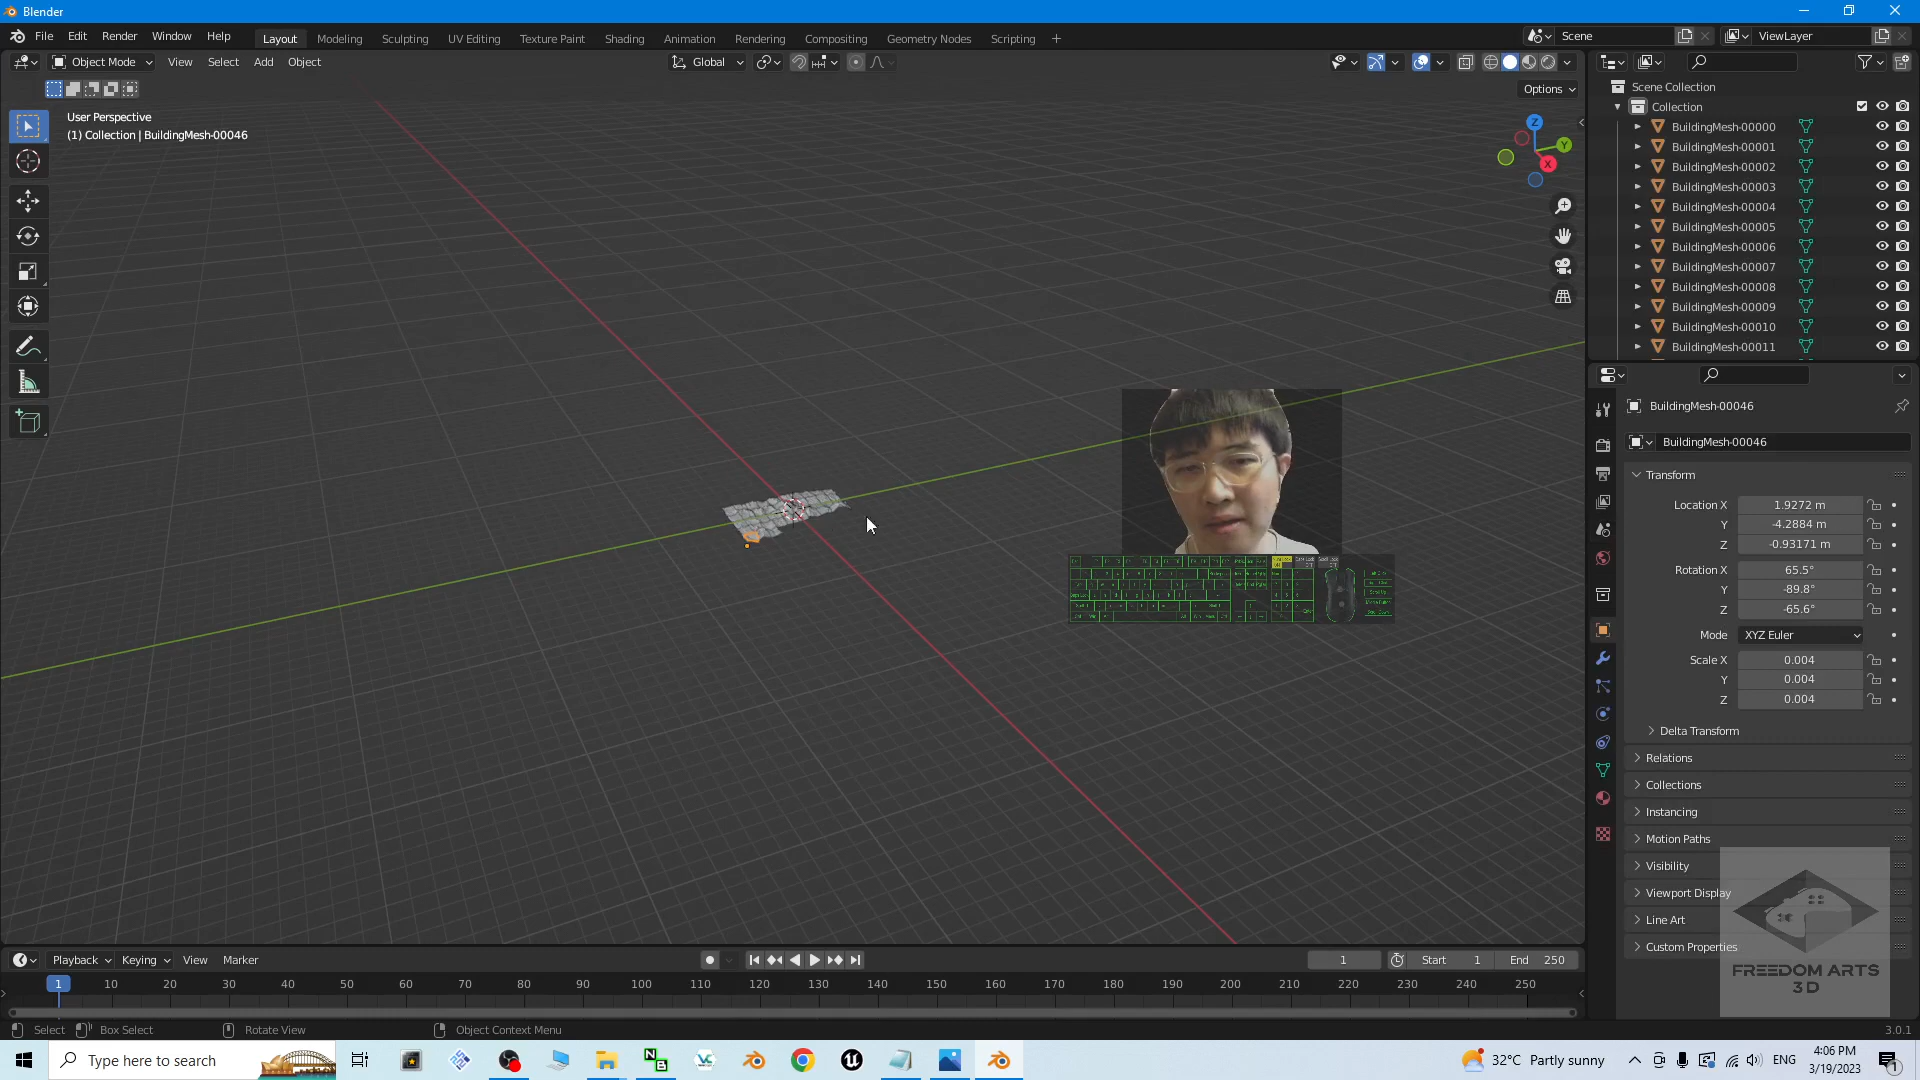 Blender
File Edit Render Window Help
Layout Modeling Sculpting UV Editing Texture Paint Shading Animation Rendering Compositing Geometry Nodes Scripting +
Scene
ViewLayer
Object Mode View Select Add Object
Global
Options
User Perspective
(1) Collection | BuildingMesh-00046
Z
Y
X
Scene Collection
Collection
BuildingMesh-00000
BuildingMesh-00001
BuildingMesh-00002
BuildingMesh-00003
BuildingMesh-00004
BuildingMesh-00005
BuildingMesh-00006
BuildingMesh-00007
BuildingMesh-00008
BuildingMesh-00009
BuildingMesh-00010
BuildingMesh-00011
BuildingMesh-00046
BuildingMesh-00046
Transform
Location X 1.9272 m
Y -4.2884 m
Z -0.93171 m
Rotation X 65.5°
Y -89.8°
Z -65.6°
Mode XYZ Euler
Scale X 0.004
Y 0.004
Z 0.004
Delta Transform
Relations
Collections
Instancing
Motion Paths
Visibility
Viewport Display
Line Art
Custom Properties
FREEDOM ARTS
3D
Playback Keying View Marker
1
Start 1 End 250
1 10 20 30 40 50 60 70 80 90 100 110 120 130 140 150 160 170 180 190 200 210 220 230 240 250
Select Box Select Rotate View Object Context Menu
3.0.1
Type here to search
32°C Partly sunny
ENG
4:06 PM
3/19/2023